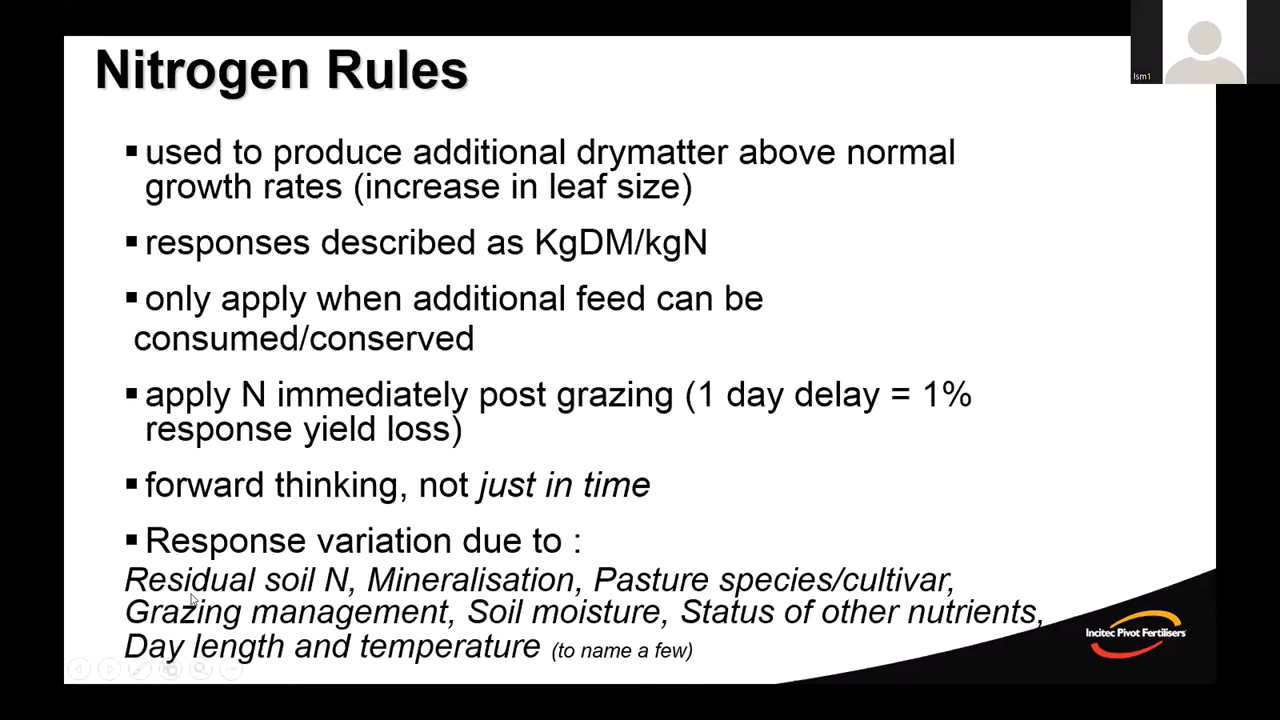 Nitrogen Rules
lsm1
▪ used to produce additional drymatter above normal
growth rates (increase in leaf size)
▪ responses described as KgDM/kgN
▪ only apply when additional feed can be
consumed/conserved
▪ apply N immediately post grazing (1 day delay = 1%
response yield loss)
▪ forward thinking, not just in time
▪ Response variation due to :
Residual soil N, Mineralisation, Pasture species/cultivar,
Grazing management, Soil moisture, Status of other nutrients,
Day length and temperature (to name a few)
Incitec Pivot Fertilisers